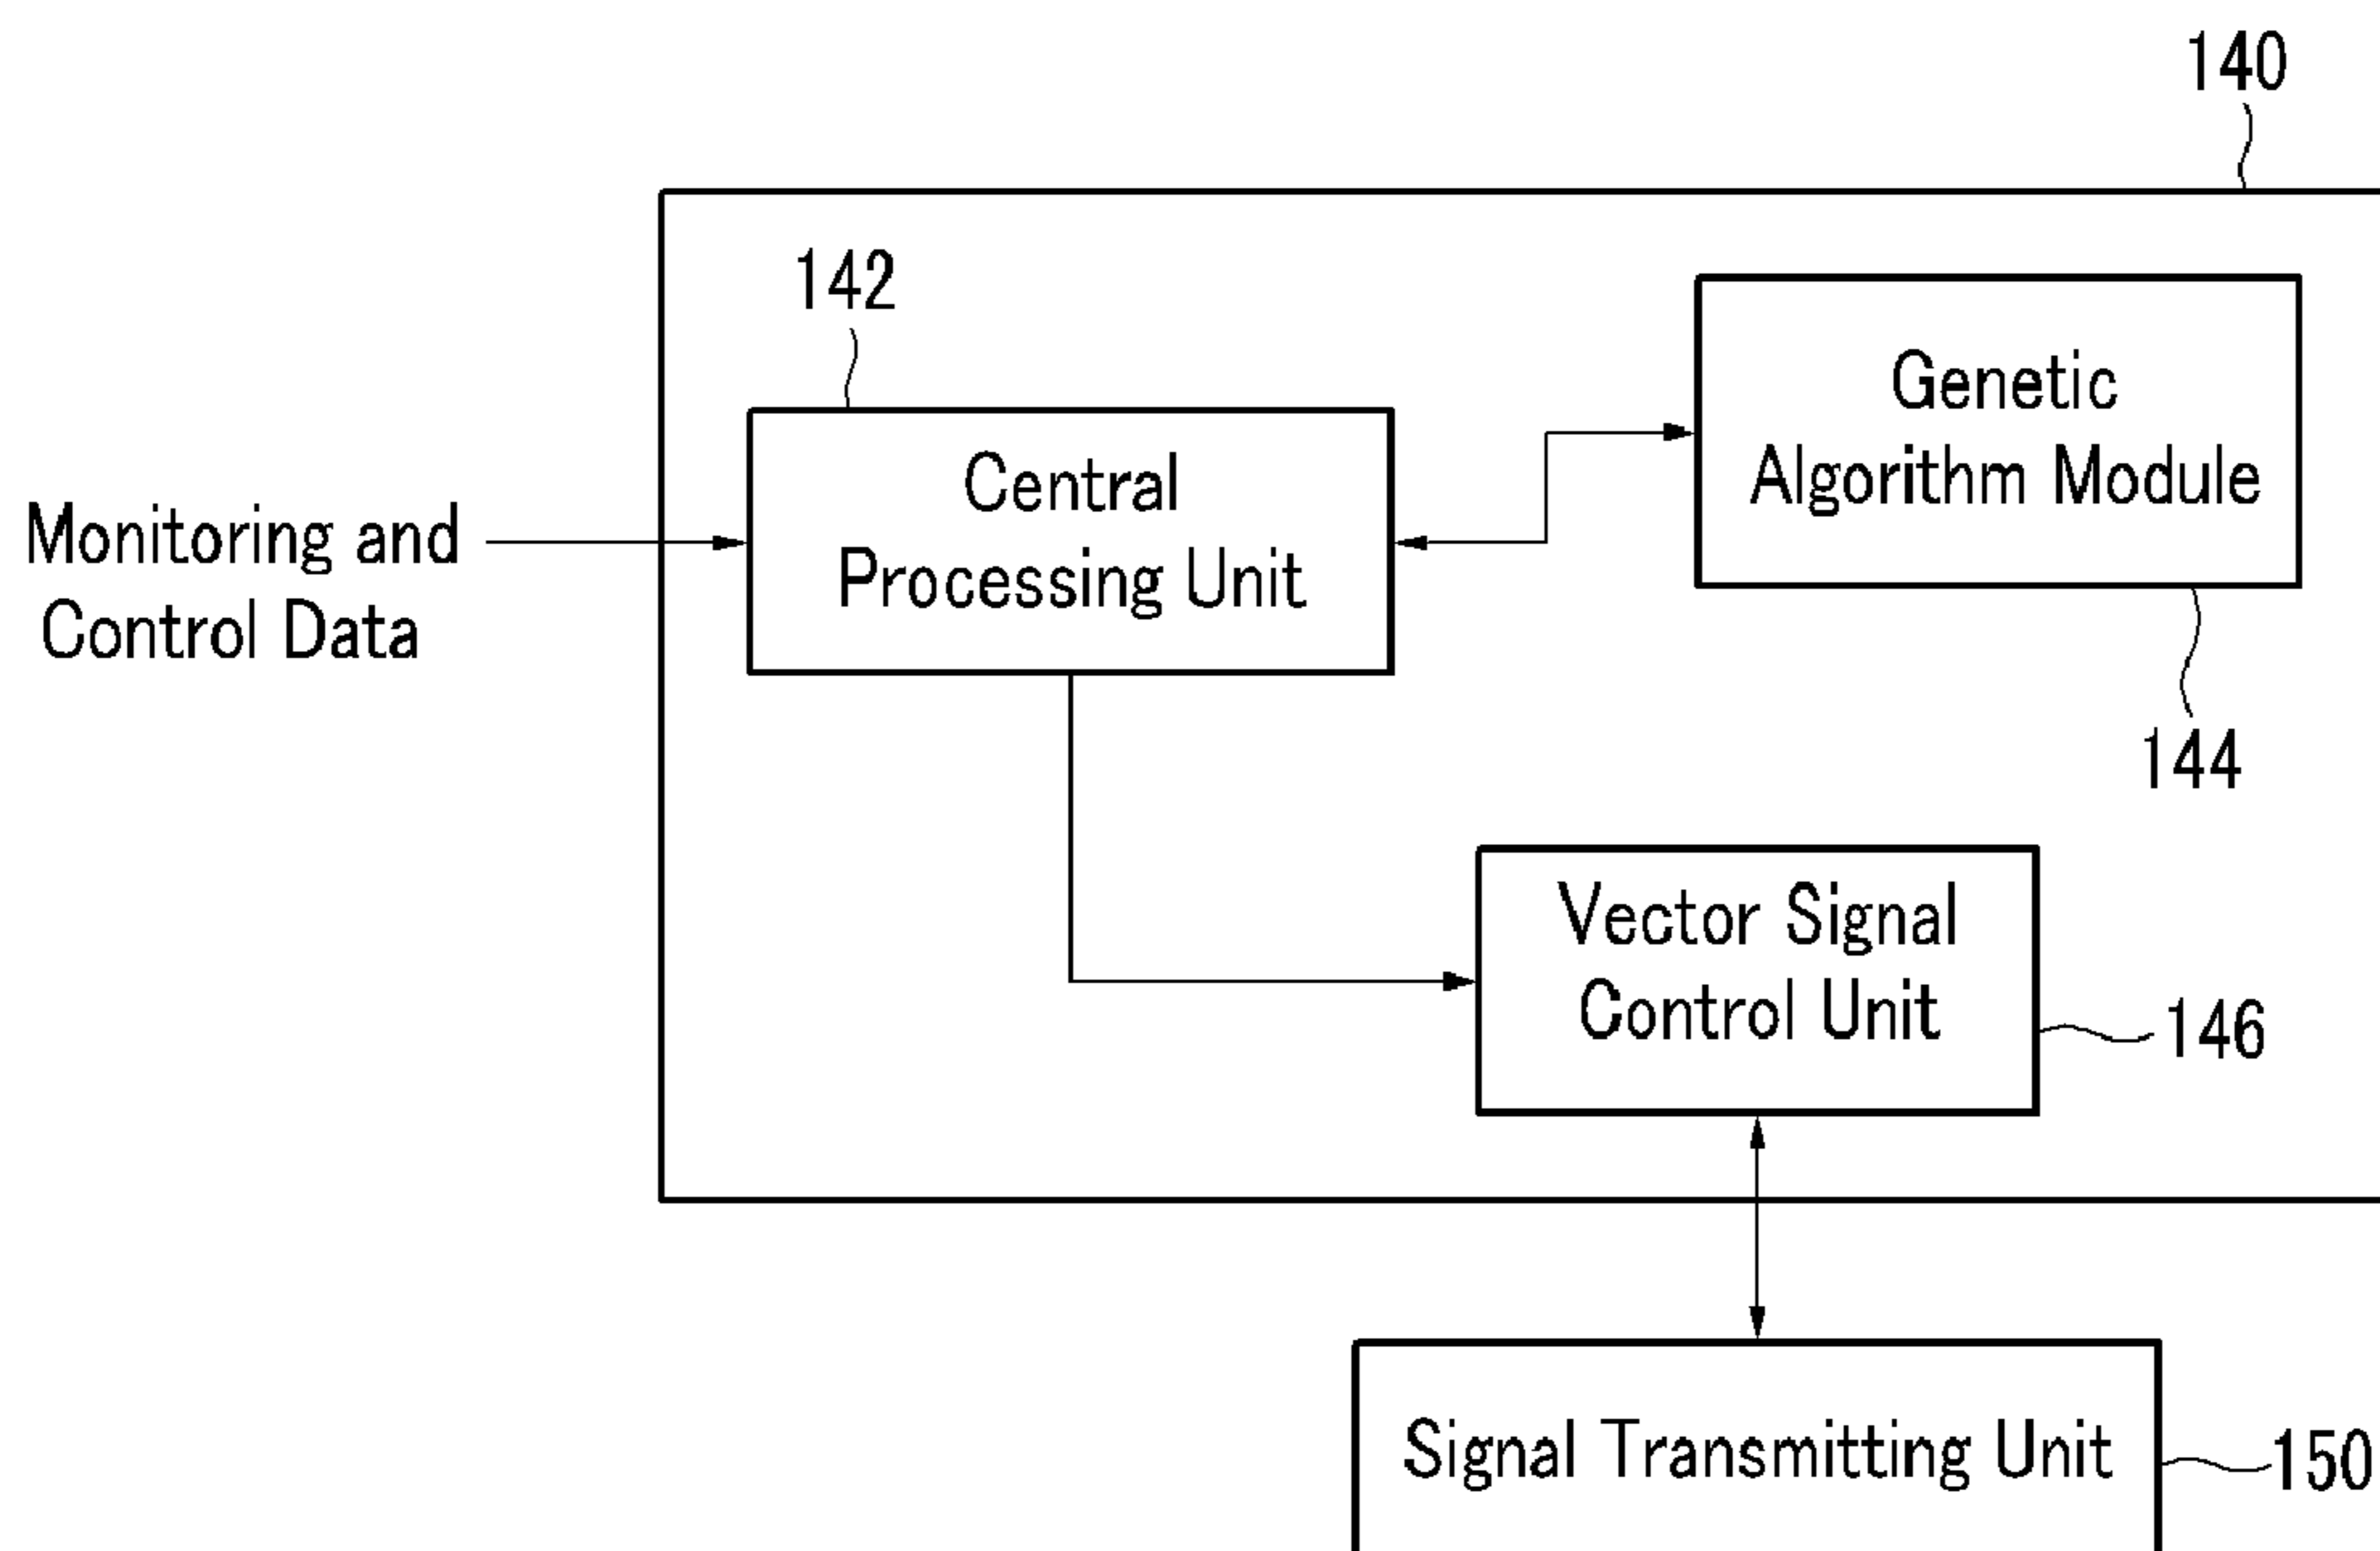 140
142
Genetic
Algorithm Module
Central
Processing Unit
Monitoring and
Control Data
144
Vector Signal
Control Unit
146
Signal Transmitting Unit
150